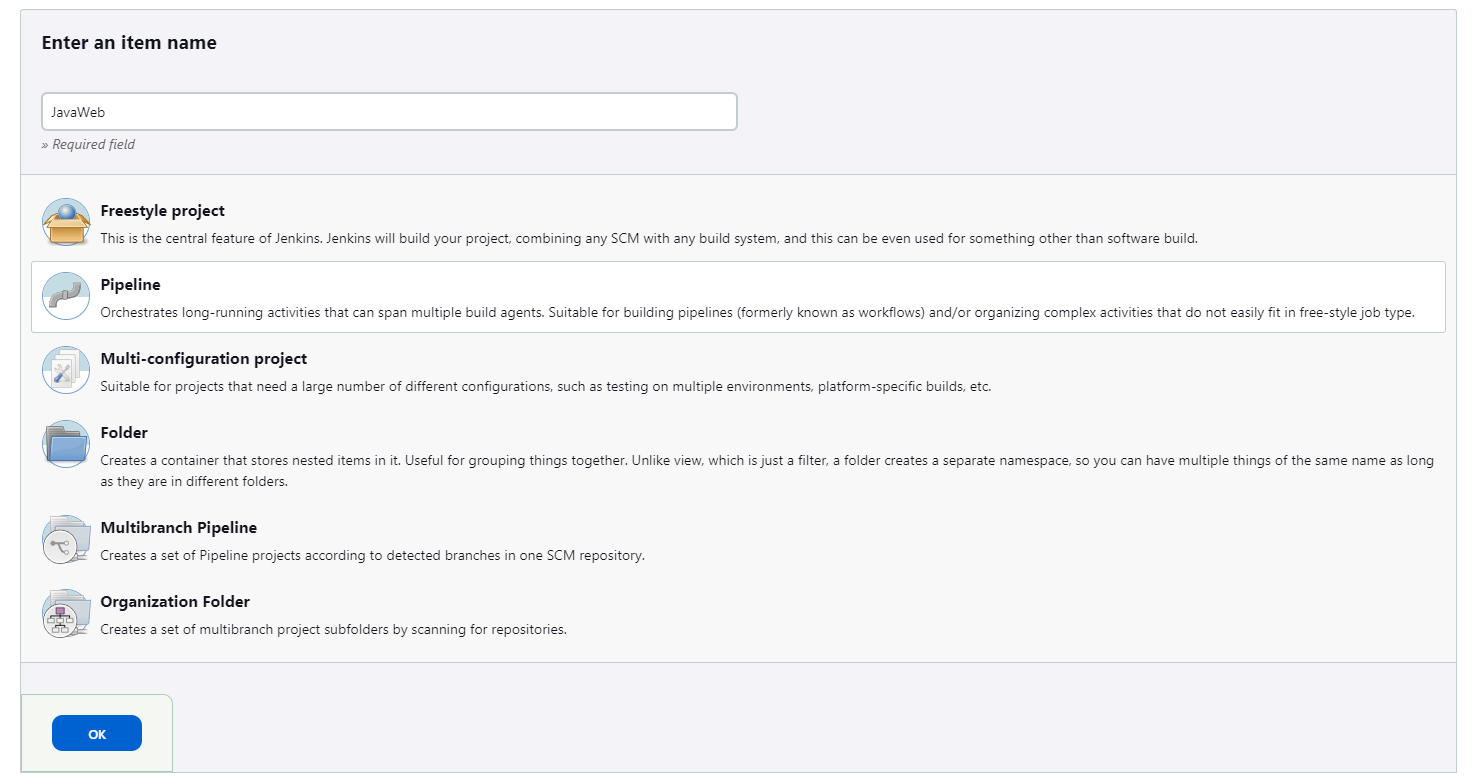 Enter an item name
JavaWeb
» Required field
Freestyle project
This is the central feature of Jenkins. Jenkins will build your project, combining any SCM with any build system, and this can be even used for something other than software build.
Pipeline
Orchestrates long-running activities that can span multiple build agents. Suitable for building pipelines (formerly known as workflows) and/or organizing complex activities that do not easily fit in free-style job type.
Multi-configuration project
Suitable for projects that need a large number of different configurations, such as testing on multiple environments, platform-specific builds, etc.
Folder
Creates a container that stores nested items in it. Useful for grouping things together. Unlike view, which is just a filter, a folder creates a separate namespace, so you can have multiple things of the same name as long
as they are in different folders.
Multibranch Pipeline
Creates a set of Pipeline projects according to detected branches in one SCM repository.
Organization Folder
Creates a set of multibranch project subfolders by scanning for repositories.
OK